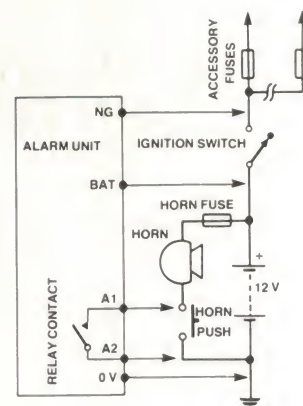 ACCESSORY
FUSES
NG
ALARM UNIT
IGNITION SWITCH
BAT
HORN FUSE
HORN
+
12 V
A1
HORN
PUSH
RELAY CONTACT
A2
0 V